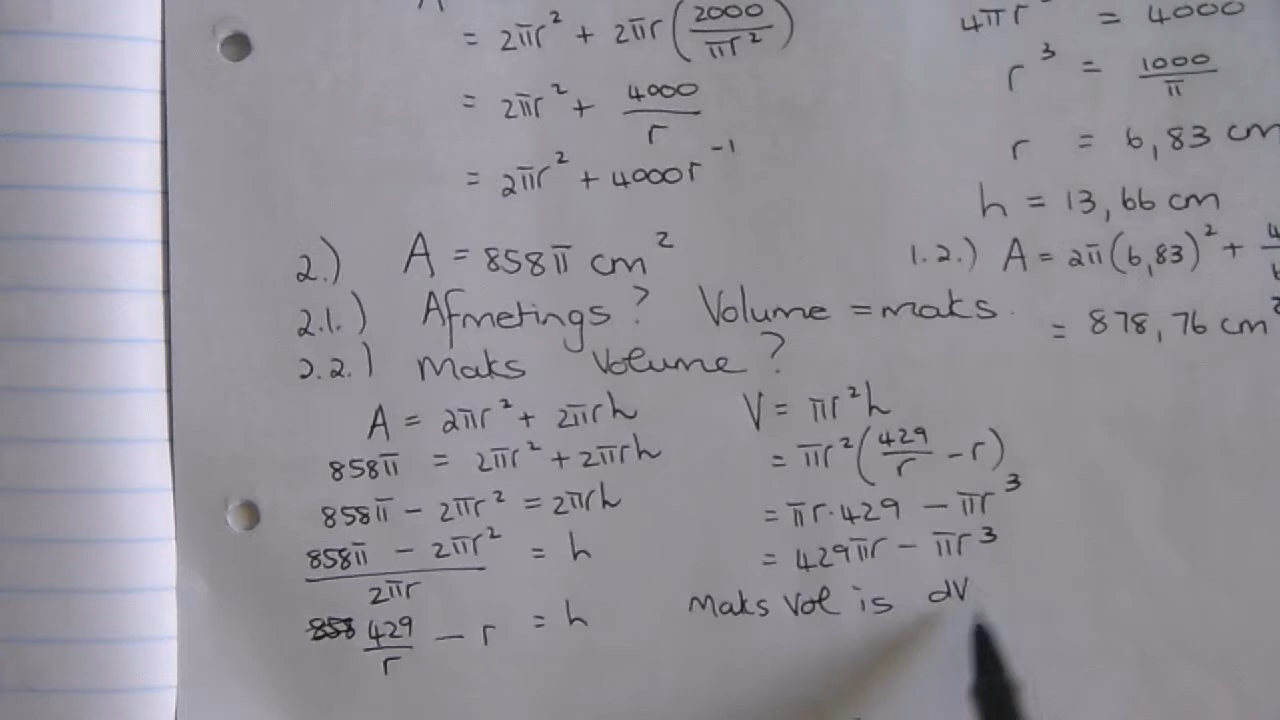 = 2πr² + 2πr(2000/πr²)
= 2πr² + 4000/r
= 2πr² + 4000r⁻¹
= 4000
r³ = 1000/π
r = 6,83 cm
h = 13,66 cm
1.2.) A = 2π(6,83)² +
= 878,76 cm²
2.) A = 858π cm²
2.1.) Afmetings? Volume = maks.
2.2.) Maks Volume?
A = 2πr² + 2πrh
858π = 2πr² + 2πrh
858π - 2πr² = 2πrh
(858π - 2πr²)/2πr = h
429/r - r = h
V = πr²h
= πr²(429/r - r)
= πr·429 - πr³
= 429πr - πr³
Maks Vol is dV